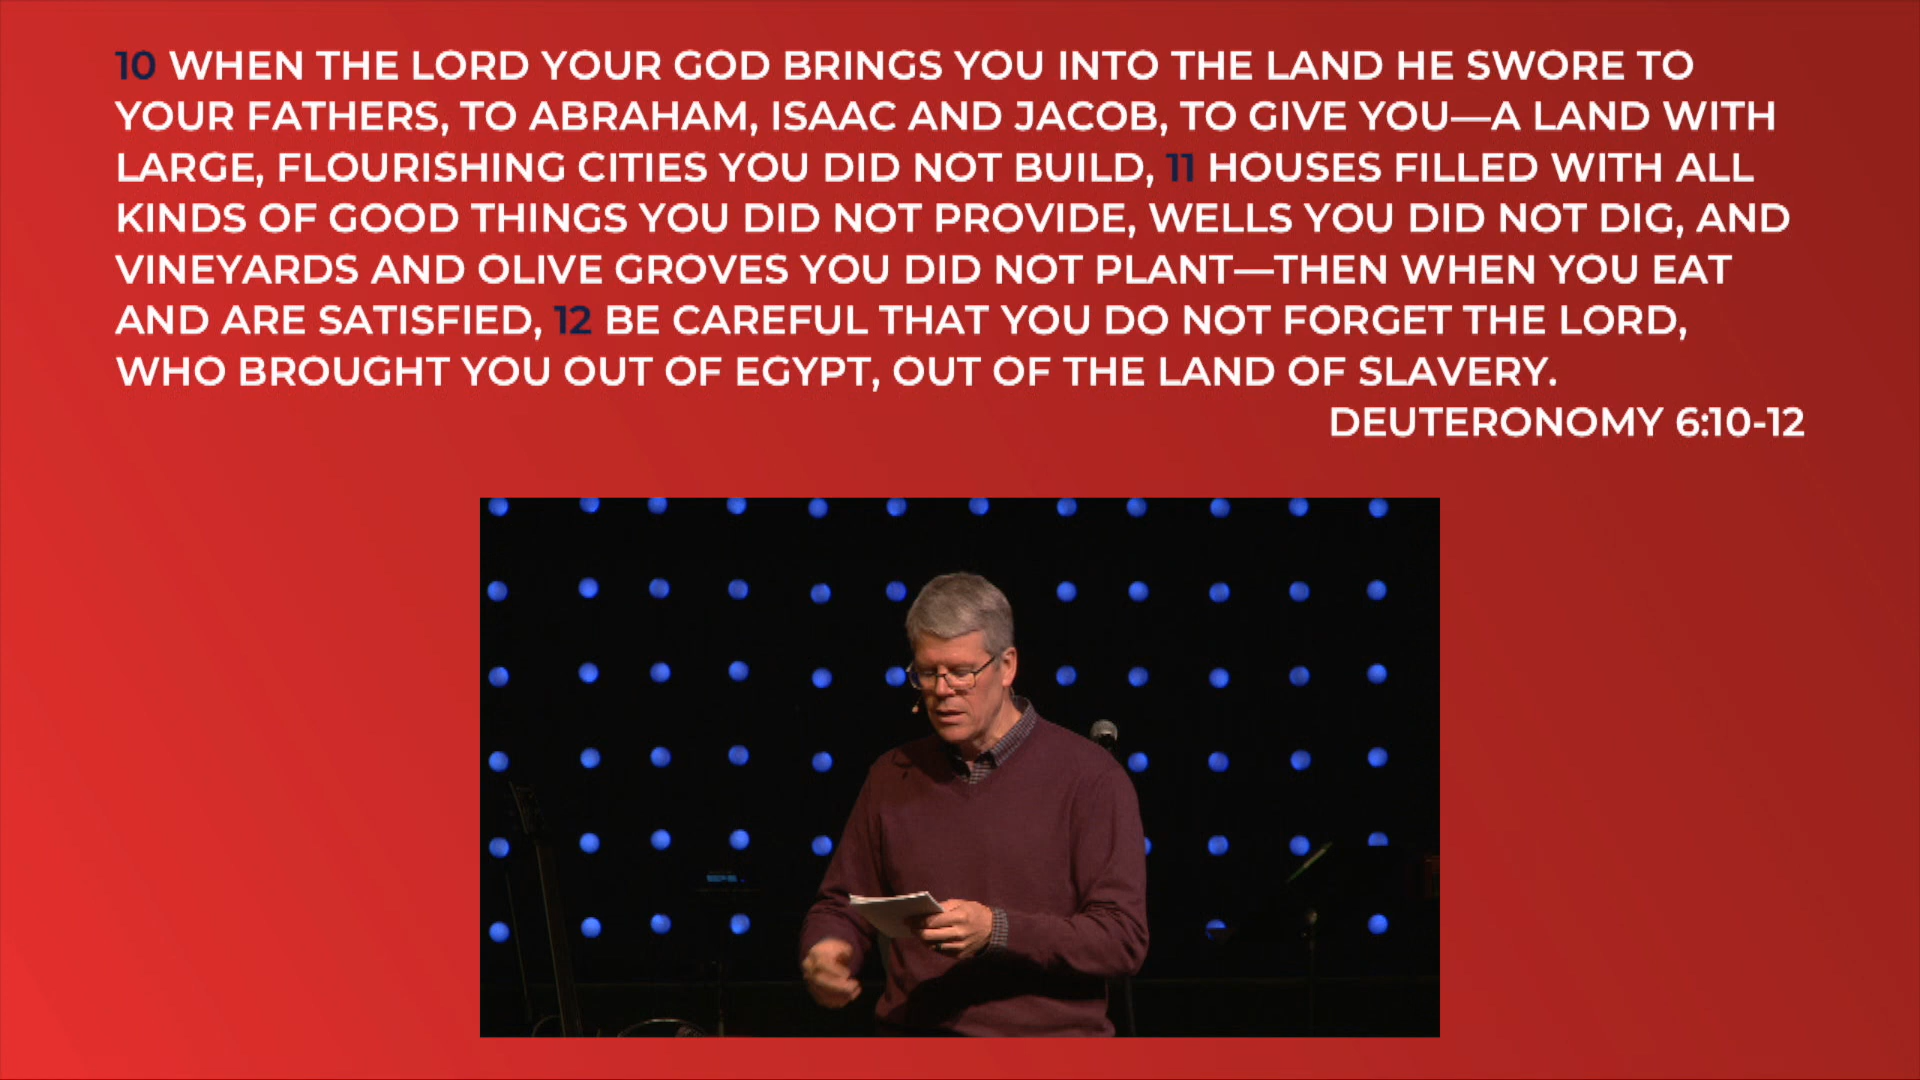 10 WHEN THE LORD YOUR GOD BRINGS YOU INTO THE LAND HE SWORE TO
YOUR FATHERS, TO ABRAHAM, ISAAC AND JACOB, TO GIVE YOU—A LAND WITH
LARGE, FLOURISHING CITIES YOU DID NOT BUILD, 11 HOUSES FILLED WITH ALL
KINDS OF GOOD THINGS YOU DID NOT PROVIDE, WELLS YOU DID NOT DIG, AND
VINEYARDS AND OLIVE GROVES YOU DID NOT PLANT—THEN WHEN YOU EAT
AND ARE SATISFIED, 12 BE CAREFUL THAT YOU DO NOT FORGET THE LORD,
WHO BROUGHT YOU OUT OF EGYPT, OUT OF THE LAND OF SLAVERY.
DEUTERONOMY 6:10-12